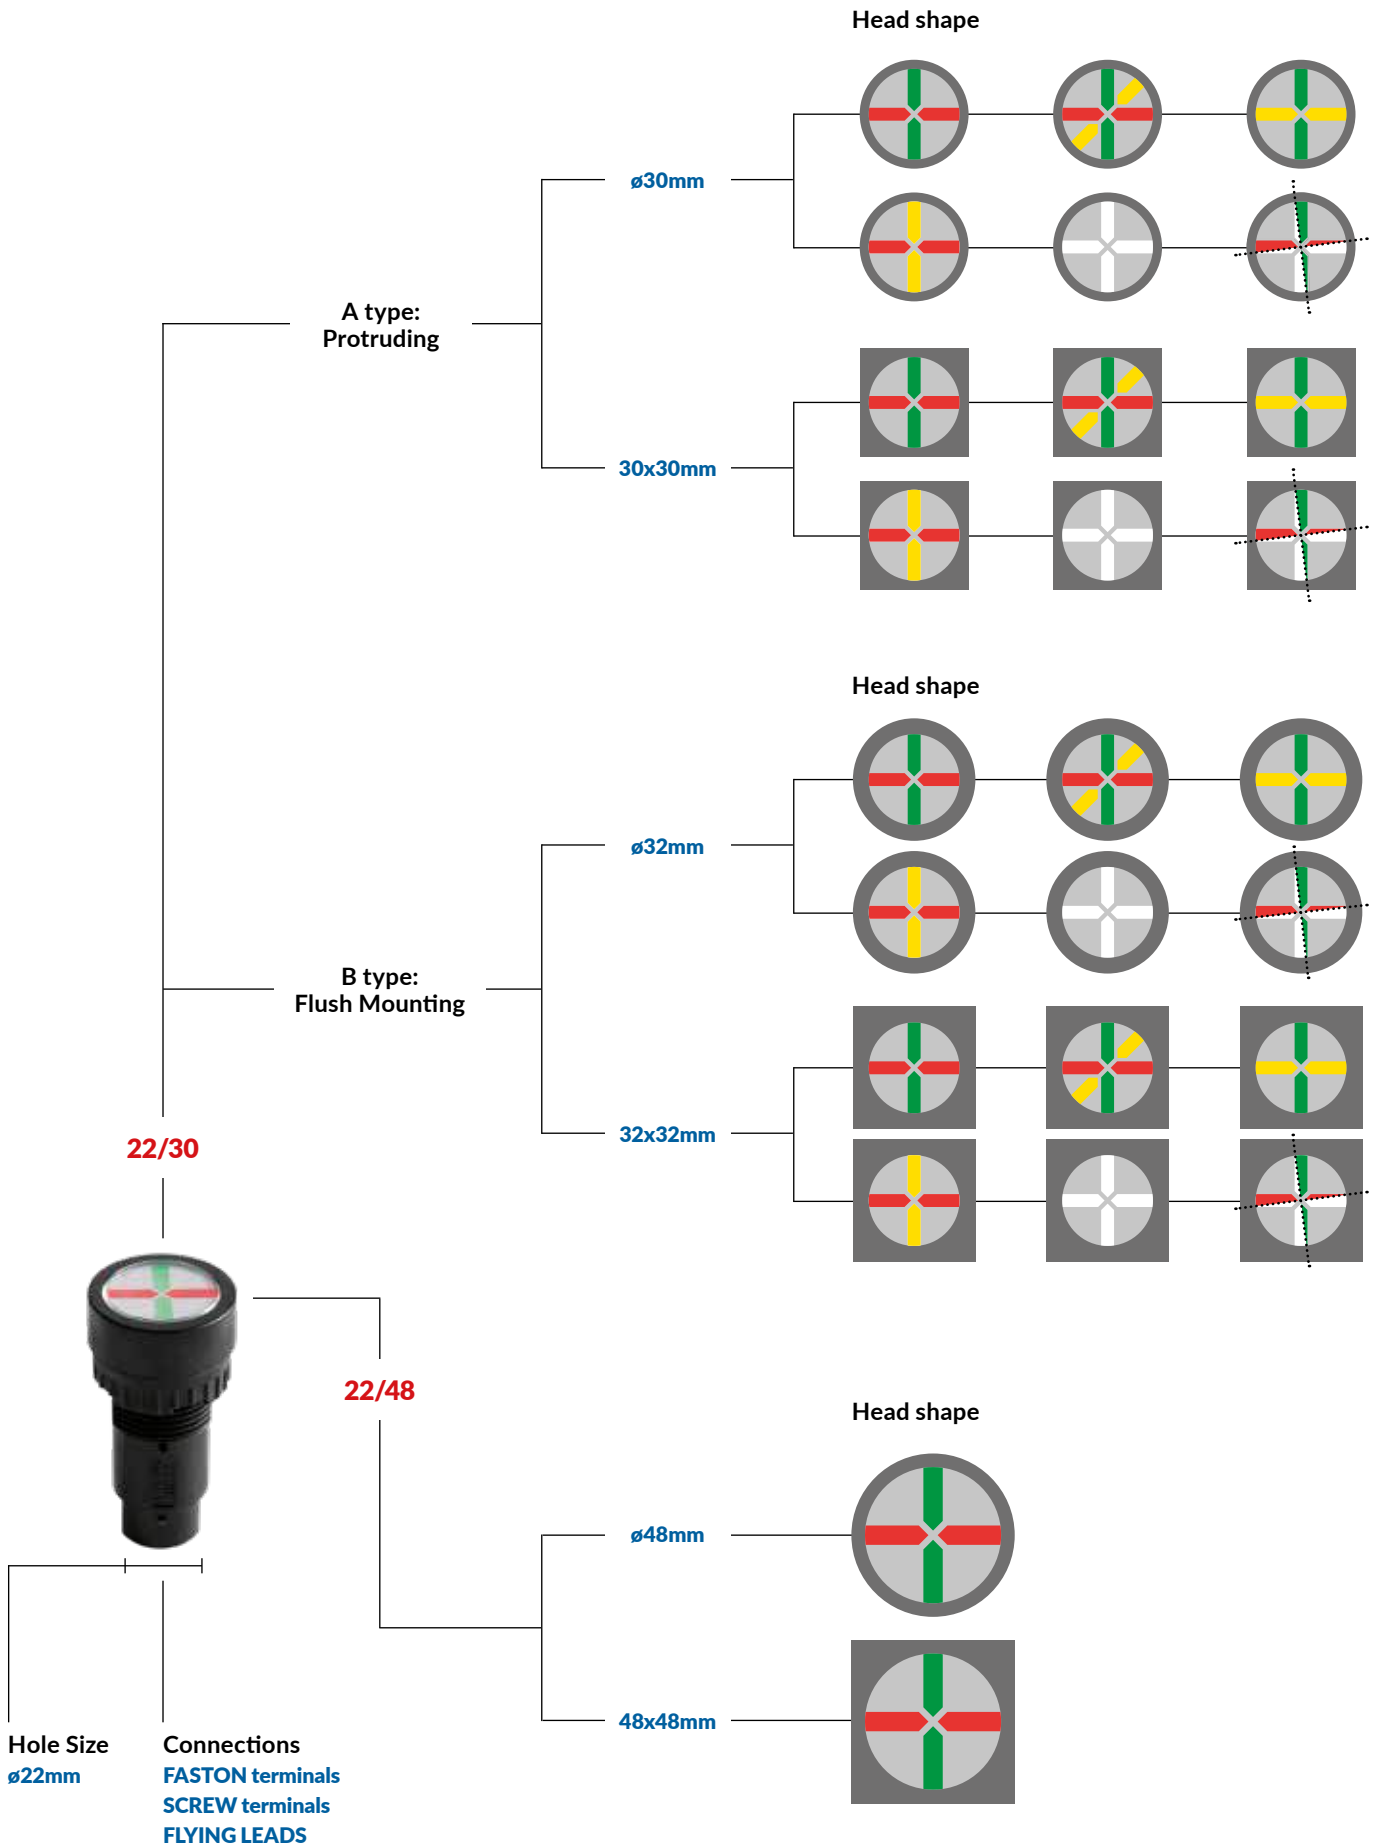 Head shape
ø30mm
A type:
Protruding
30x30mm
Head shape
ø32mm
B type:
Flush Mounting
32x32mm
22/30
22/48
Head shape
ø48mm
48x48mm
Hole Size
ø22mm
Connections
FASTON terminals
SCREW terminals
FLYING LEADS